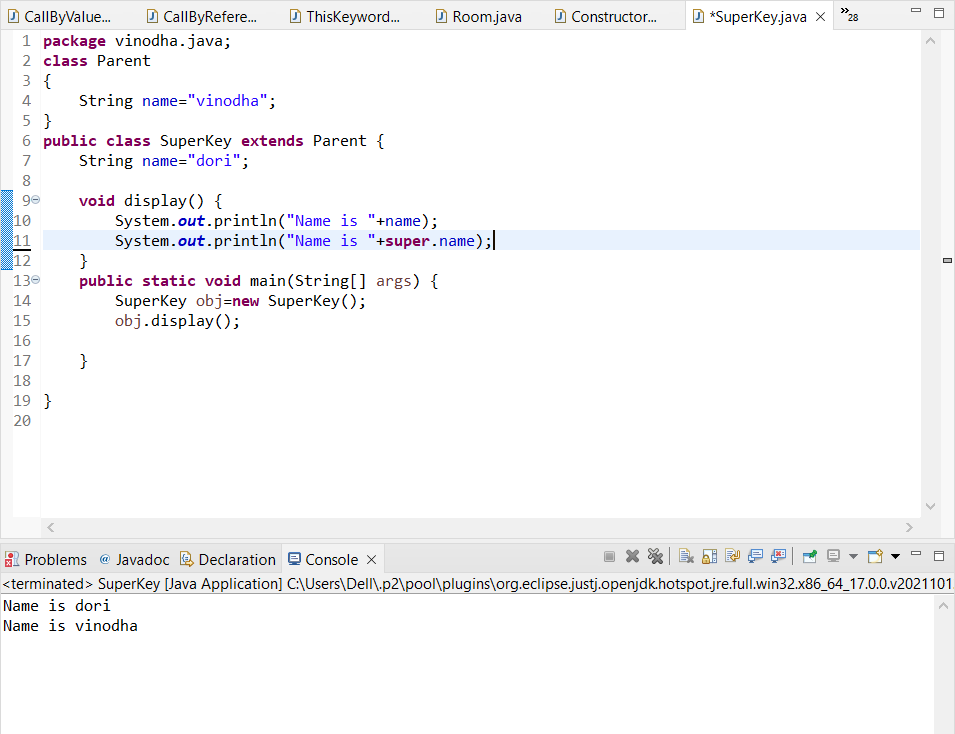 CallByValue... CallByRefere... ThisKeyword... Room.java Constructor... *SuperKey.java »28
1 package vinodha.java;
2 class Parent
3 {
4     String name="vinodha";
5 }
6 public class SuperKey extends Parent {
7     String name="dori";
8
9     void display() {
10         System.out.println("Name is "+name);
11         System.out.println("Name is "+super.name);
12     }
13     public static void main(String[] args) {
14         SuperKey obj=new SuperKey();
15         obj.display();
16
17     }
18
19 }
20
Problems @ Javadoc Declaration Console
<terminated> SuperKey [Java Application] C:\Users\Dell\.p2\pool\plugins\org.eclipse.justj.openjdk.hotspot.jre.full.win32.x86_64_17.0.0.v2021101
Name is dori
Name is vinodha